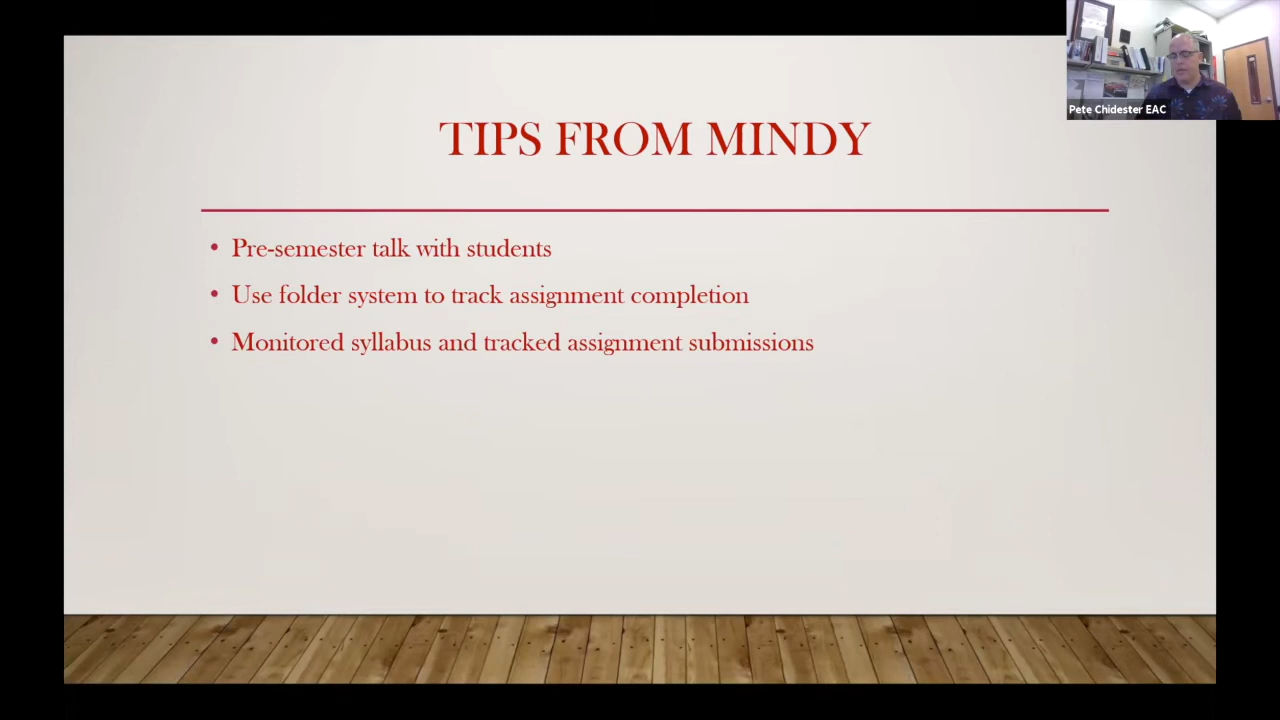 TIPS FROM MINDY
• Pre-semester talk with students
• Use folder system to track assignment completion
• Monitored syllabus and tracked assignment submissions
Pete Chidester EAC